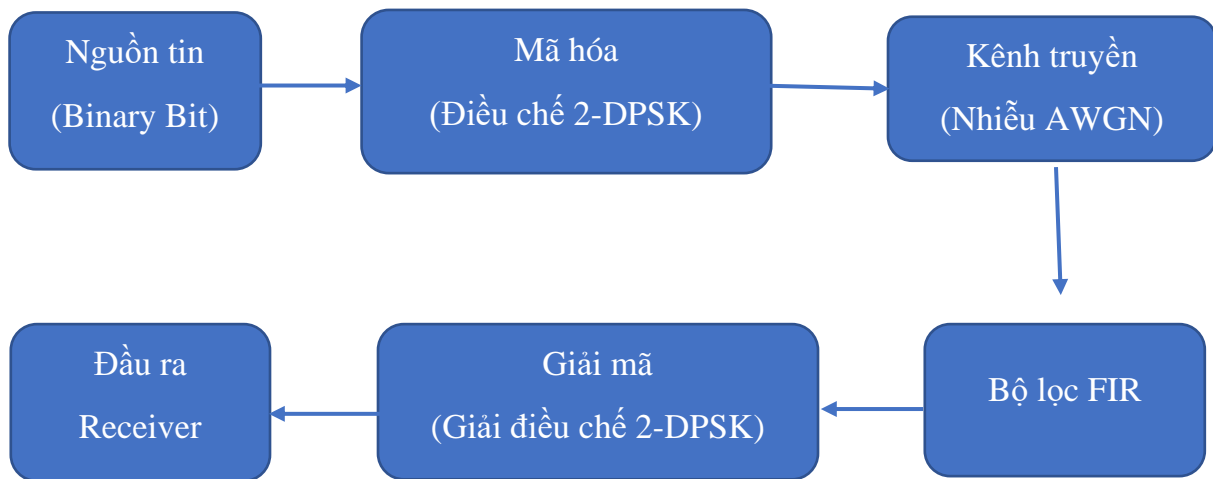 Nguồn tin
(Binary Bit)
Mã hóa
(Điều chế 2-DPSK)
Kênh truyền
(Nhiễu AWGN)
Bộ lọc FIR
Giải mã
(Giải điều chế 2-DPSK)
Đầu ra
Receiver